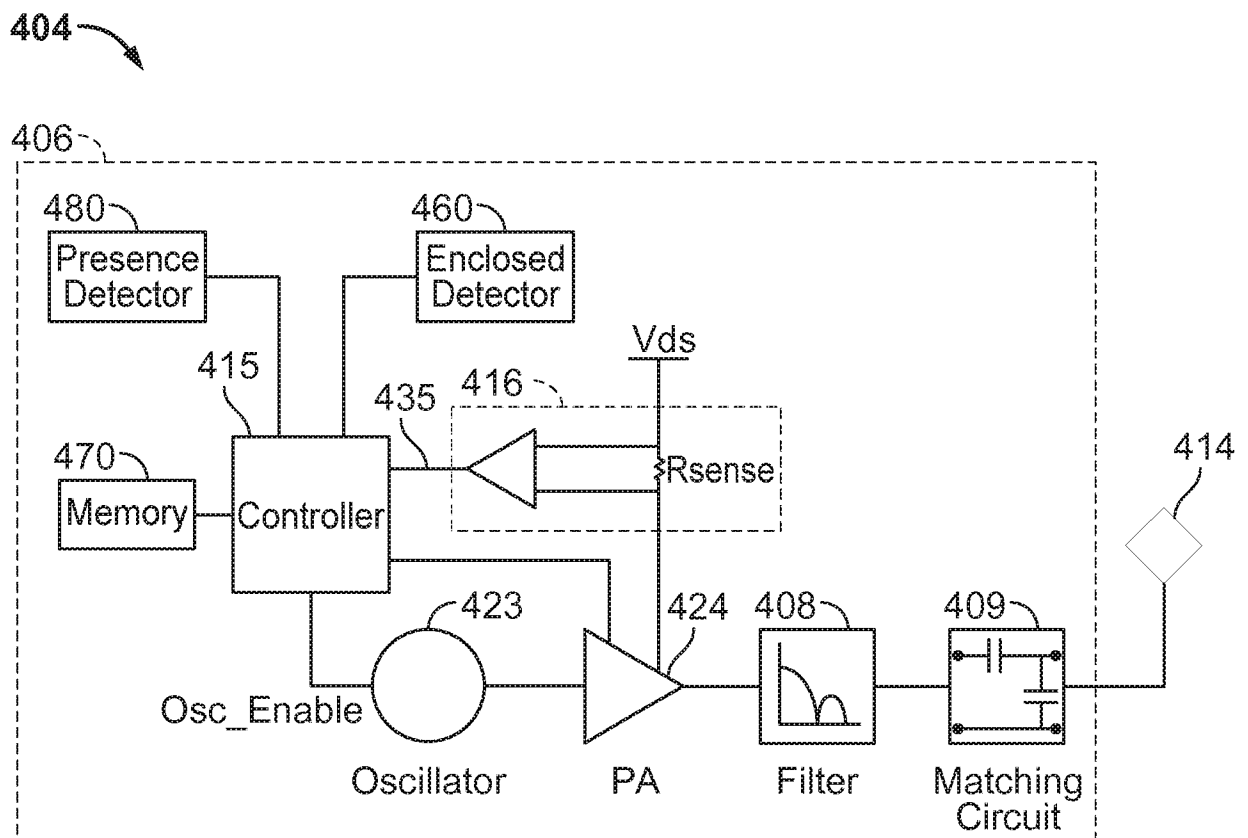 404
406
480
460
Presence
Detector
Enclosed
Detector
Vds
415
416
435
Rsense
470
Memory
Controller
414
423
424
408
409
Osc_Enable
Oscillator
PA
Filter
Matching
Circuit